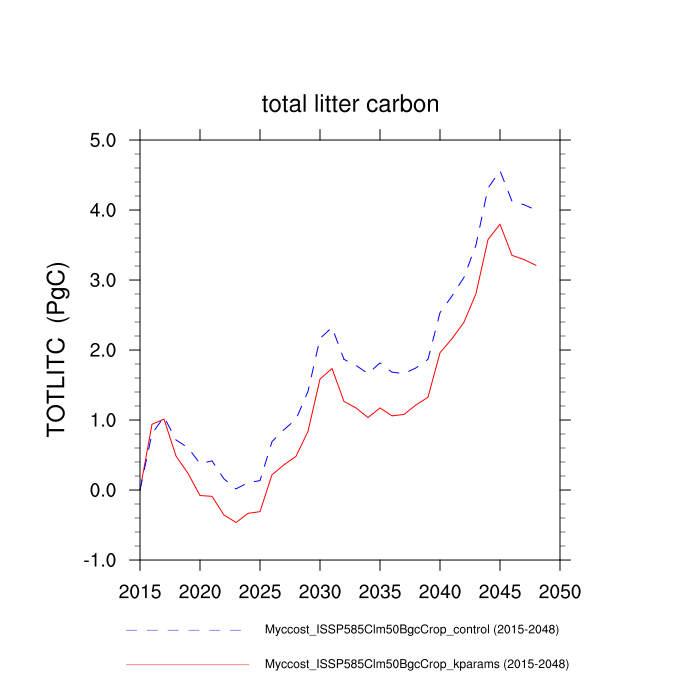 total litter carbon
TOTLITC (PgC)
5.0
4.0
3.0
2.0
1.0
0.0
-1.0
2015 2020 2025 2030 2035 2040 2045 2050
Myccost_ISSP585Clm50BgcCrop_control (2015-2048)
Myccost_ISSP585Clm50BgcCrop_kparams (2015-2048)